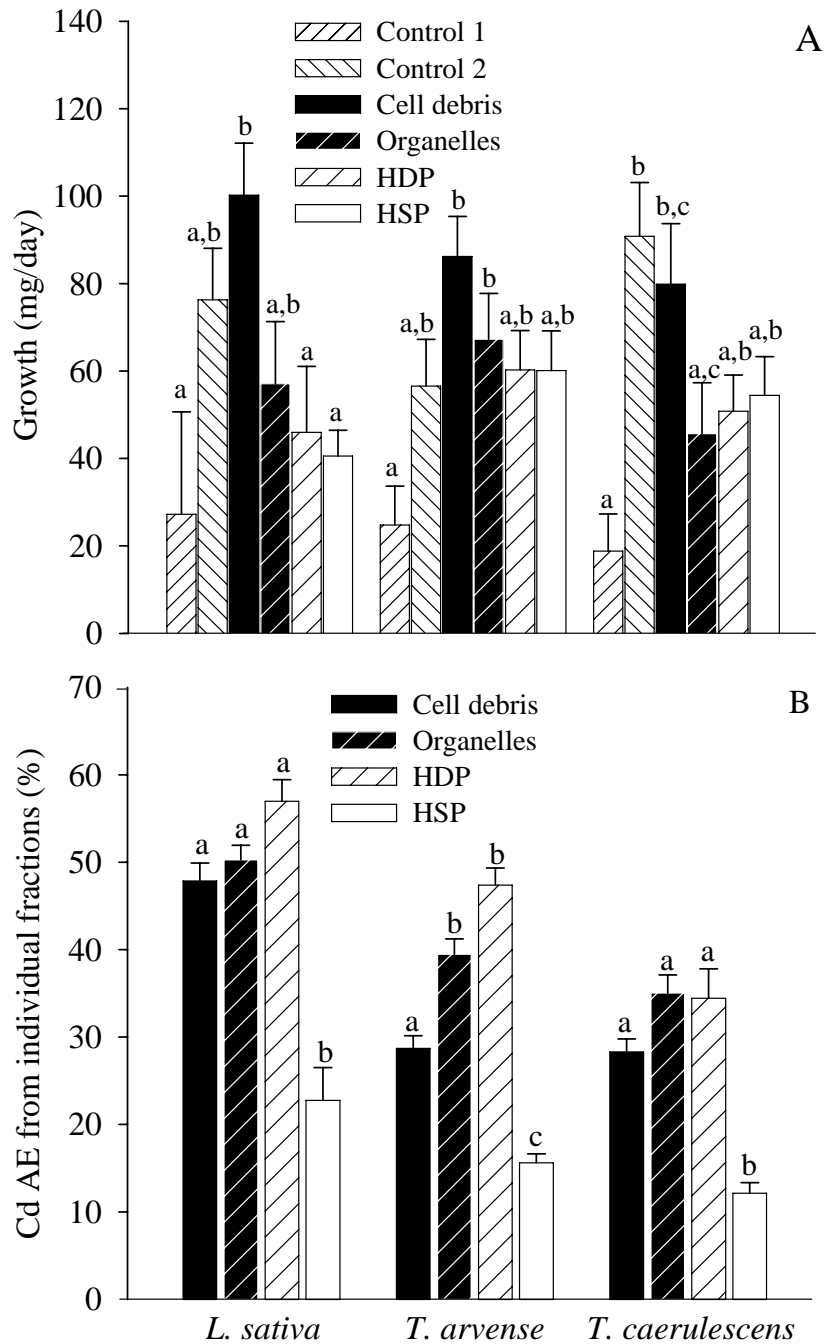 A
Control 1
Control 2
Cell debris
Organelles
HDP
HSP
Growth (mg/day)
140
120
100
80
60
40
20
0
a
a,b
b
a,b
a
a
a
a,b
b
b
a,b
a,b
a
b
b,c
a,c
a,b
a,b
B
Cell debris
Organelles
HDP
HSP
Cd AE from individual fractions (%)
70
60
50
40
30
20
10
0
a
a
a
b
a
b
b
c
a
a
a
b
L. sativa T. arvense T. caerulescens